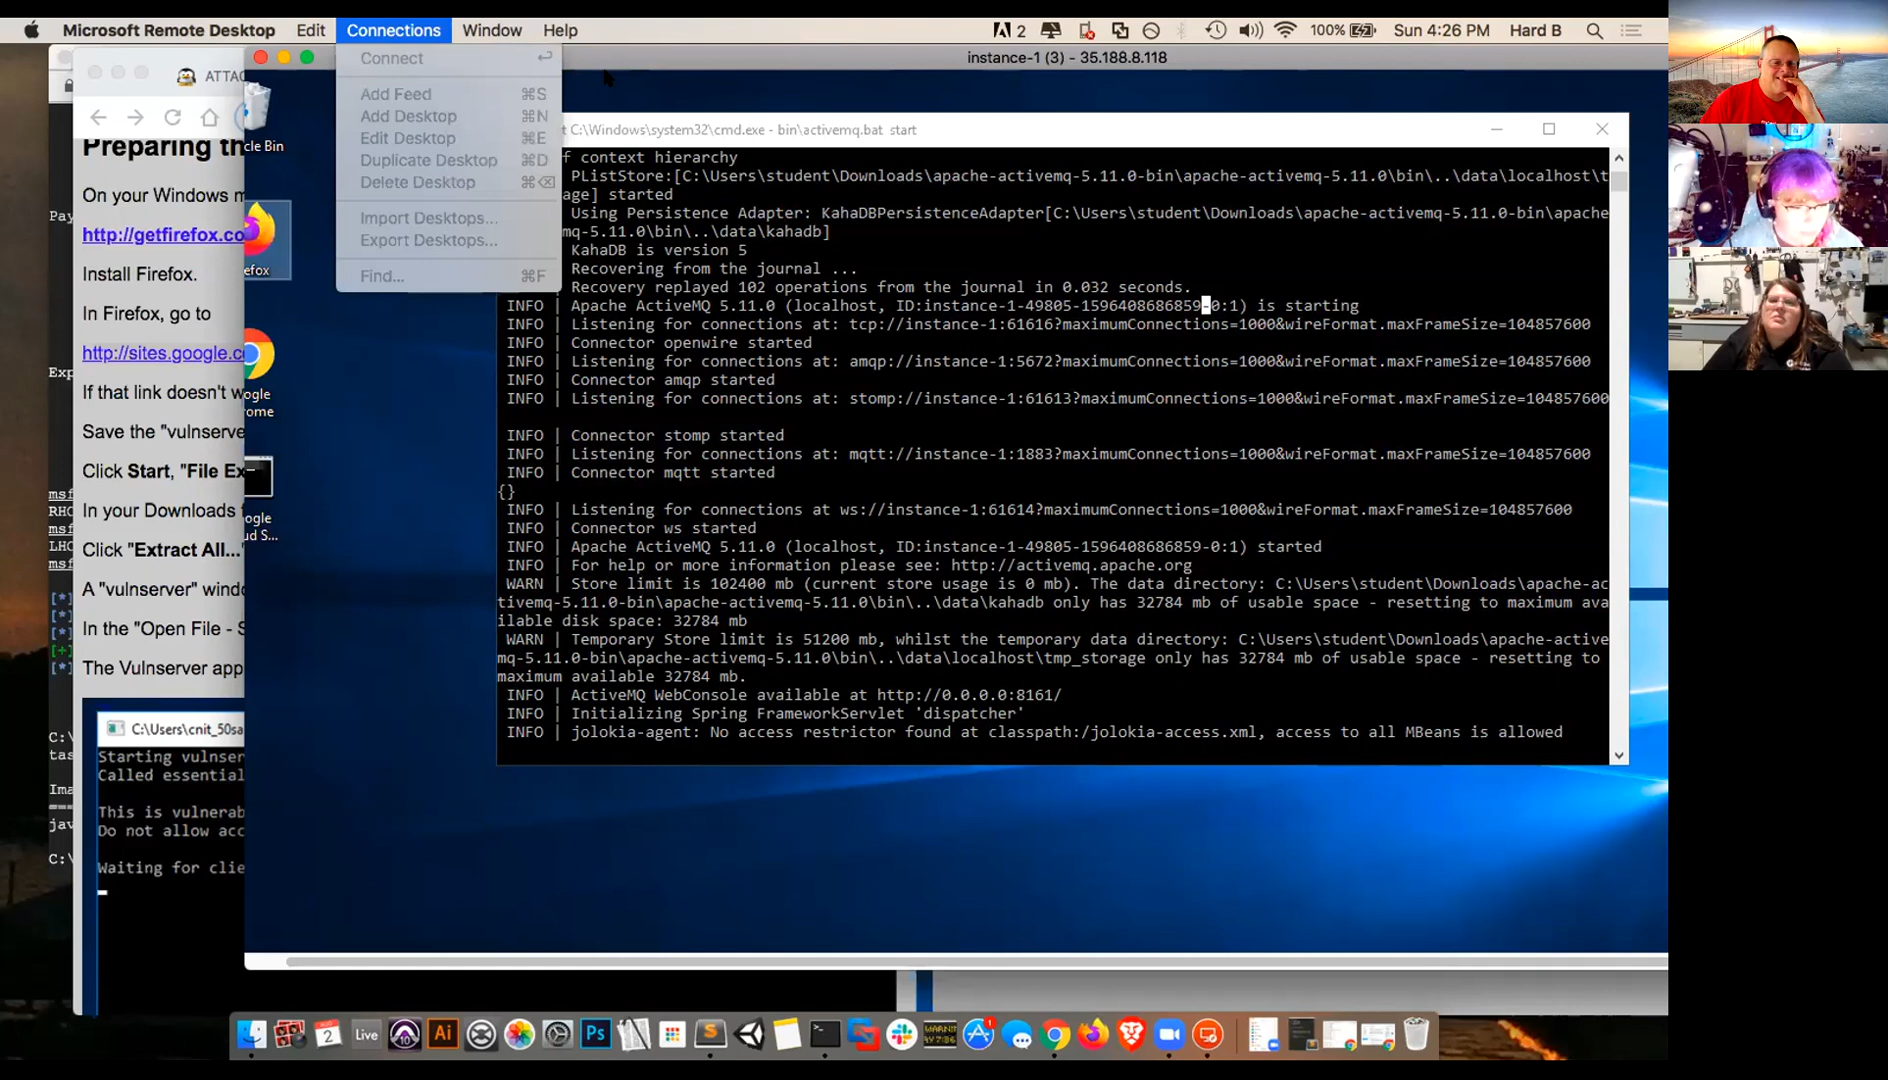 Microsoft Remote Desktop Edit Connections Window Help
2 100% Sun 4:26 PM Hard B
Connect
Add Feed ⌘S
Add Desktop ⌘N
Edit Desktop ⌘E
Duplicate Desktop ⌘D
Delete Desktop ⌘⌫
Import Desktops...
Export Desktops...
Find... ⌘F
instance-1 (3) - 35.188.8.118
ATTAC
Preparing th
On your Windows m
http://getfirefox.co
Install Firefox.
In Firefox, go to
http://sites.google.c
If that link doesn't w
Save the "vulnserve
Click Start, "File Ex
In your Downloads
Click "Extract All..."
A "vulnserver" windo
In the "Open File - S
The Vulnserver app
C:\Users\cnit_50sa
Starting vulnser
Called essential
This is vulnerab
Do not allow acc
Waiting for clie
Pay
Exp
msf
RHO
msf
LHO
msf
[*]
[*]
[*]
[+]
[*]
C:\
tas
Ima
===
jav
C:\
cle Bin
efox
ogle
rome
ogle
ud S...
C:\Windows\system32\cmd.exe - bin\activemq.bat start
f context hierarchy
PListStore:[C:\Users\student\Downloads\apache-activemq-5.11.0-bin\apache-activemq-5.11.0\bin\..\data\localhost\t
age] started
Using Persistence Adapter: KahaDBPersistenceAdapter[C:\Users\student\Downloads\apache-activemq-5.11.0-bin\apache
mq-5.11.0\bin\..\data\kahadb]
KahaDB is version 5
Recovering from the journal ...
Recovery replayed 102 operations from the journal in 0.032 seconds.
INFO | Apache ActiveMQ 5.11.0 (localhost, ID:instance-1-49805-1596408686859-0:1) is starting
INFO | Listening for connections at: tcp://instance-1:61616?maximumConnections=1000&wireFormat.maxFrameSize=104857600
INFO | Connector openwire started
INFO | Listening for connections at: amqp://instance-1:5672?maximumConnections=1000&wireFormat.maxFrameSize=104857600
INFO | Connector amqp started
INFO | Listening for connections at: stomp://instance-1:61613?maximumConnections=1000&wireFormat.maxFrameSize=104857600
INFO | Connector stomp started
INFO | Listening for connections at: mqtt://instance-1:1883?maximumConnections=1000&wireFormat.maxFrameSize=104857600
INFO | Connector mqtt started
{}
INFO | Listening for connections at ws://instance-1:61614?maximumConnections=1000&wireFormat.maxFrameSize=104857600
INFO | Connector ws started
INFO | Apache ActiveMQ 5.11.0 (localhost, ID:instance-1-49805-1596408686859-0:1) started
INFO | For help or more information please see: http://activemq.apache.org
WARN | Store limit is 102400 mb (current store usage is 0 mb). The data directory: C:\Users\student\Downloads\apache-ac
tivemq-5.11.0-bin\apache-activemq-5.11.0\bin\..\data\kahadb only has 32784 mb of usable space - resetting to maximum ava
ilable disk space: 32784 mb
WARN | Temporary Store limit is 51200 mb, whilst the temporary data directory: C:\Users\student\Downloads\apache-active
mq-5.11.0-bin\apache-activemq-5.11.0\bin\..\data\localhost\tmp_storage only has 32784 mb of usable space - resetting to
maximum available 32784 mb.
INFO | ActiveMQ WebConsole available at http://0.0.0.0:8161/
INFO | Initializing Spring FrameworkServlet 'dispatcher'
INFO | jolokia-agent: No access restrictor found at classpath:/jolokia-access.xml, access to all MBeans is allowed
AUG
2
Live
10
Ai
Ps
1